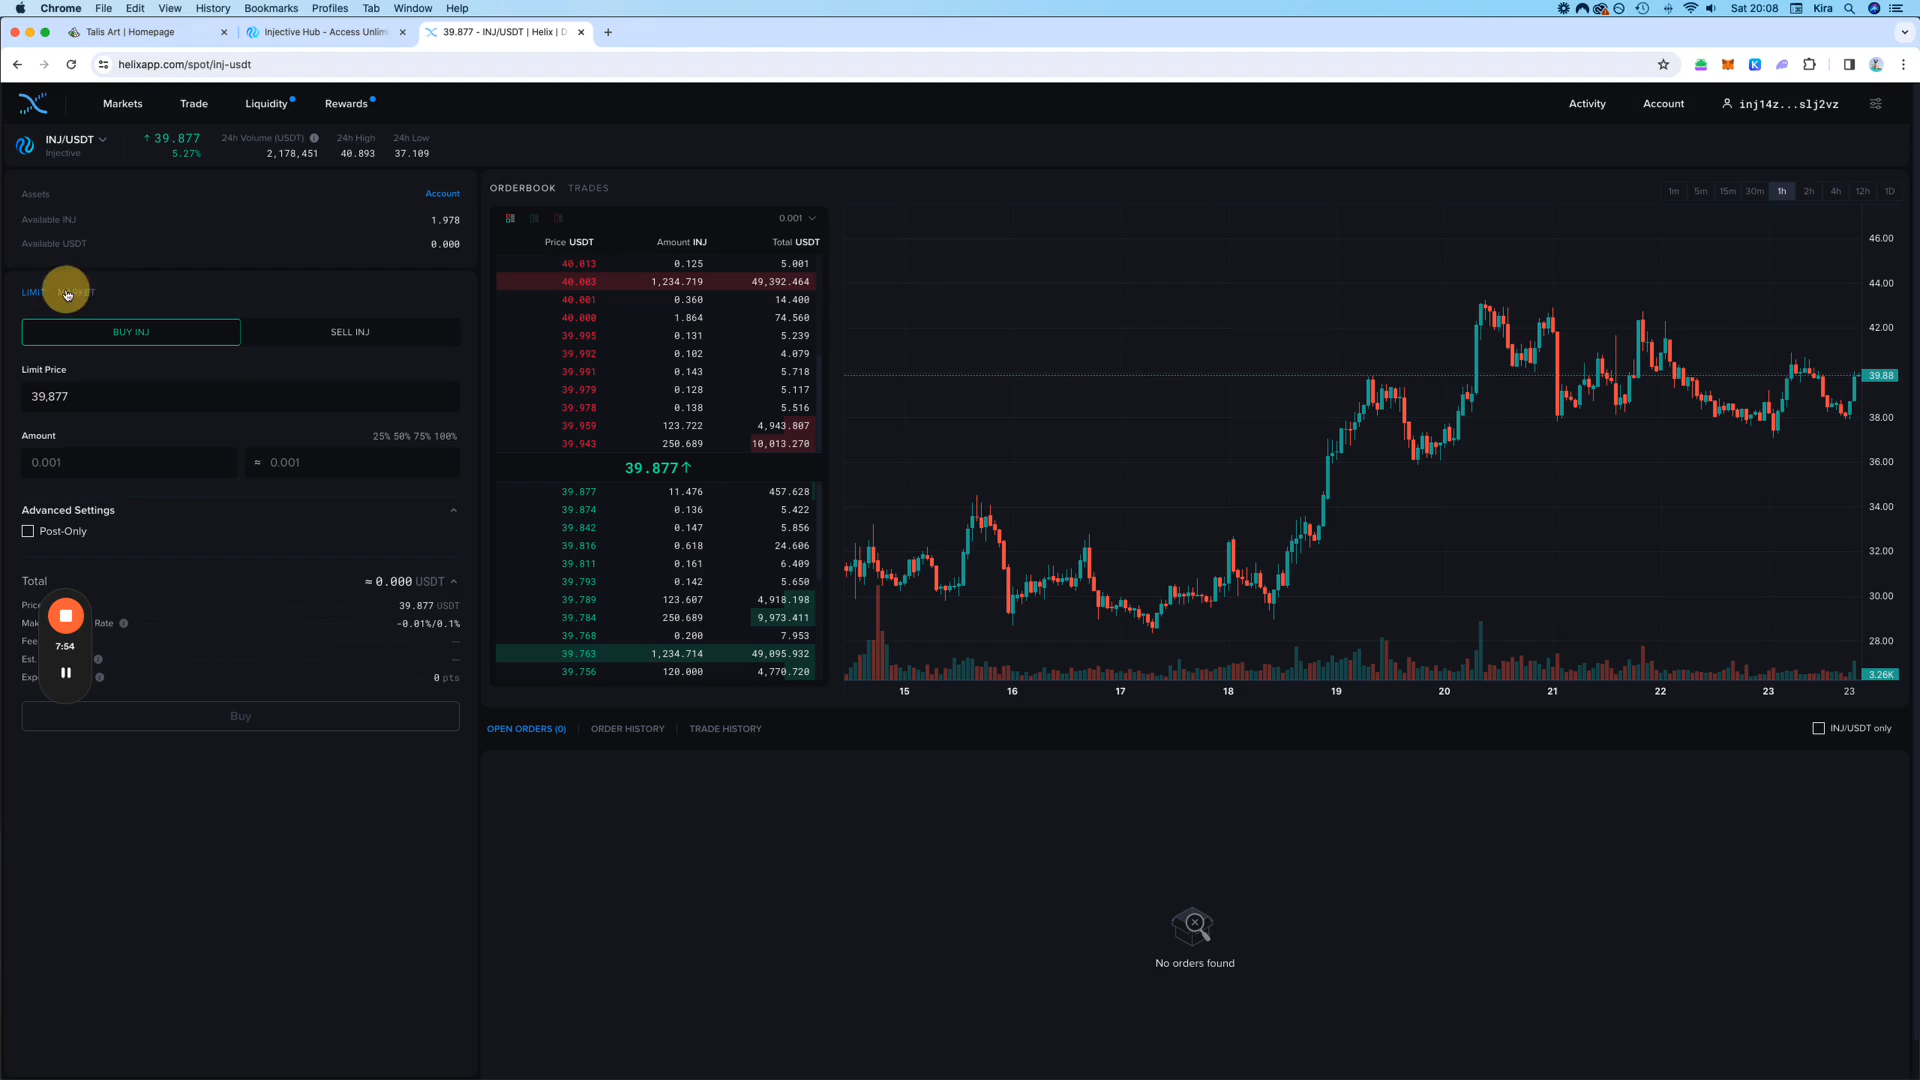 Chrome File Edit View History Bookmarks Profiles Tab Window Help Sat 20:08 Kira
Talis Art | Homepage Injective Hub - Access Unlim 39.877 - INJ/USDT | Helix | D
helixapp.com/spot/inj-usdt
Markets Trade Liquidity Rewards Activity Account inj14z...slj2vz
INJ/USDT ↑ 39.877 24h Volume (USDT) 24h High 24h Low
Injective 5.27% 2,178,451 40.893 37.109
Assets Account
Available INJ 1.978
Available USDT 0.000
LIMIT MARKET
BUY INJ SELL INJ
Limit Price
39,877
Amount 25% 50% 75% 100%
0.001 ≈ 0.001
Advanced Settings
Post-Only
Total ≈ 0.000 USDT
39.877 USDT
Rate -0.01%/0.1%
Fee —
Est. —
0 pts
7:54
Buy
ORDERBOOK TRADES
0.001
Price USDT Amount INJ Total USDT
40.013 0.125 5.001
40.003 1,234.719 49,392.464
40.001 0.360 14.400
40.000 1.864 74.560
39.995 0.131 5.239
39.992 0.102 4.079
39.991 0.143 5.718
39.979 0.128 5.117
39.978 0.138 5.516
39.959 123.722 4,943.807
39.943 250.689 10,013.270
39.877↑
39.877 11.476 457.628
39.874 0.136 5.422
39.842 0.147 5.856
39.816 0.618 24.606
39.811 0.161 6.409
39.793 0.142 5.650
39.789 123.607 4,918.198
39.784 250.689 9,973.411
39.768 0.200 7.953
39.763 1,234.714 49,095.932
39.756 120.000 4,770.720
1m 5m 15m 30m 1h 2h 4h 12h 1D
46.00
44.00
42.00
39.88
38.00
36.00
34.00
32.00
30.00
28.00
3.26K
15 16 17 18 19 20 21 22 23 23
OPEN ORDERS (0) ORDER HISTORY TRADE HISTORY INJ/USDT only
No orders found